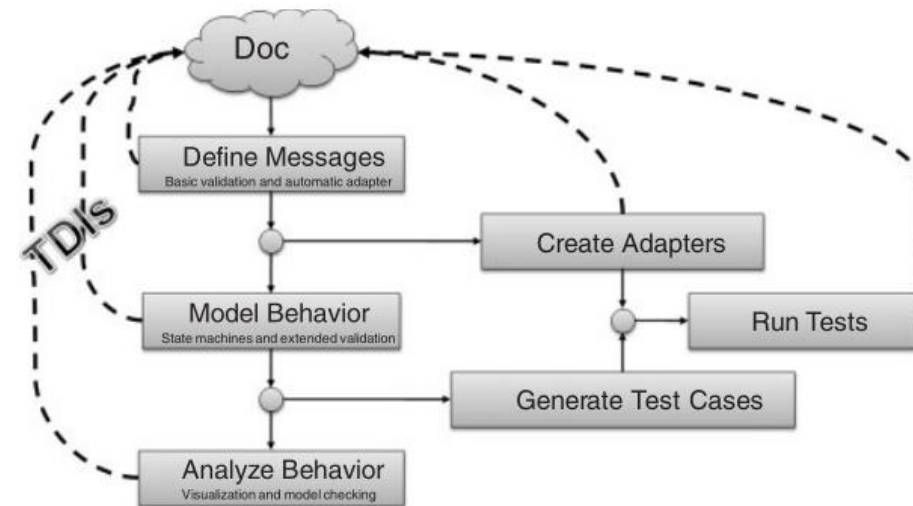 Doc
Define Messages
Basic validation and automatic adapter
TDI's
Create Adapters
Model Behavior
State machines and extended validation
Run Tests
Generate Test Cases
Analyze Behavior
Visualization and model checking